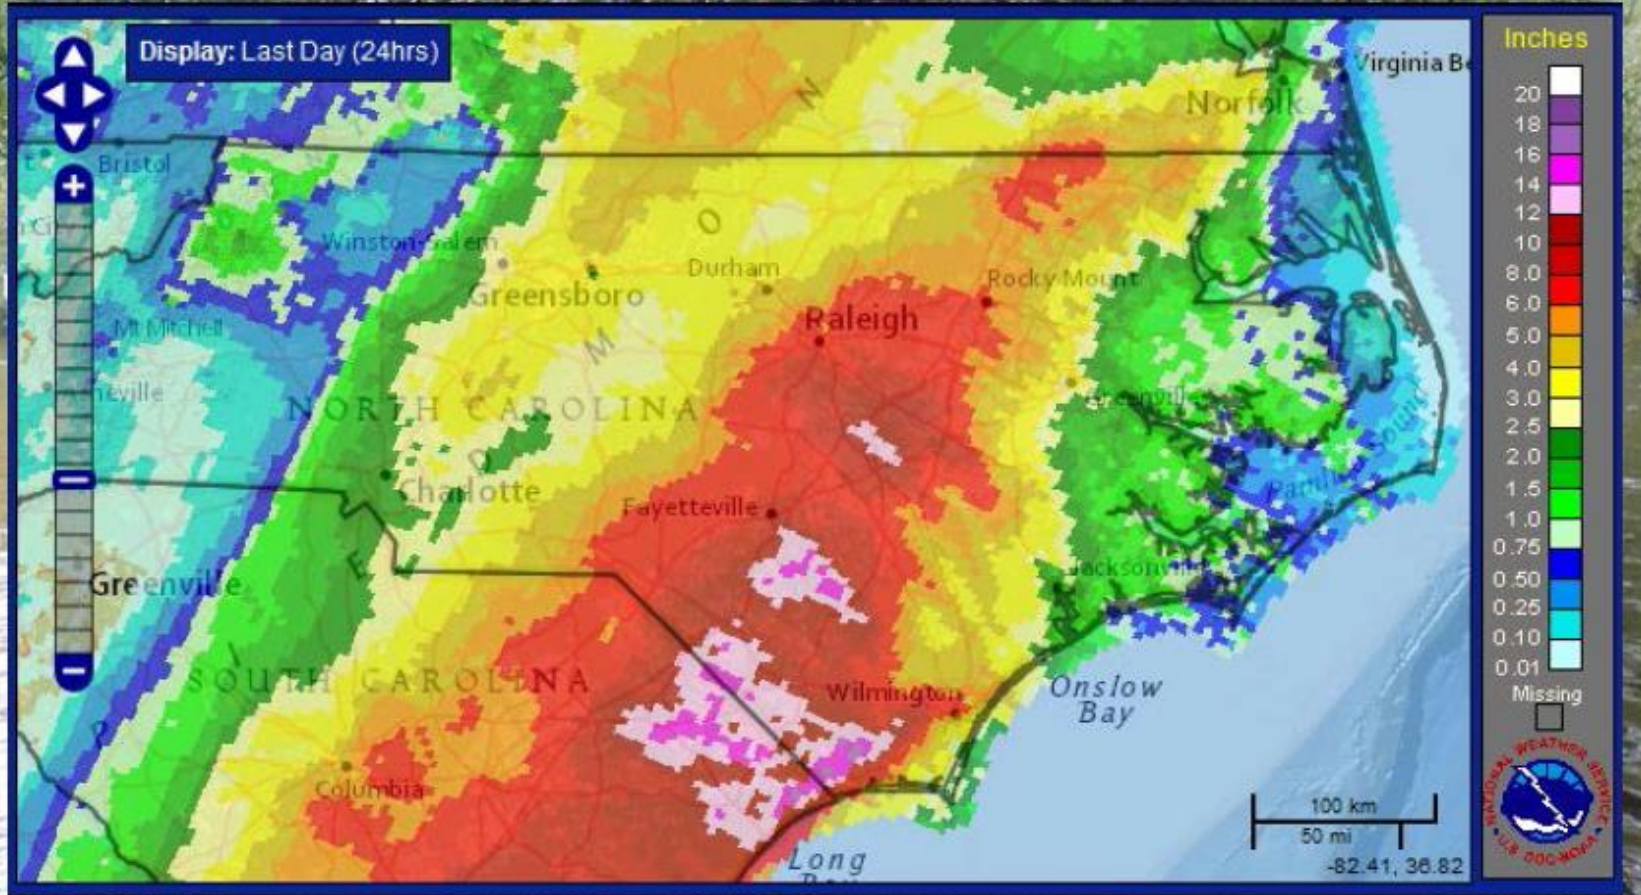 Display: Last Day (24hrs)
Inches
Virginia Be
Norfolk
20
18
16
14
12
10
8.0
6.0
5.0
4.0
3.0
2.5
2.0
1.5
1.0
0.75
0.50
0.25
0.10
0.01
Missing
Bristol
Winston-Salem
Greensboro
Durham
Rocky Mount
Raleigh
Mt Mitchell
NORTH CAROLINA
Charlotte
Fayetteville
Greenville
Jacksonville
SOUTH CAROLINA
Wilmington
Onslow
Bay
Columbia
Long
100 km
50 mi
-82.41, 36.82
NATIONAL WEATHER SERVICE